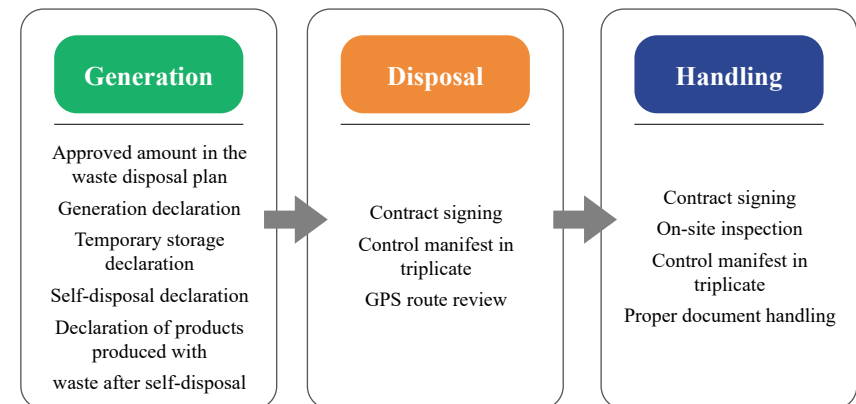 Generation
Approved amount in the
waste disposal plan
Generation declaration
Temporary storage
declaration
Self-disposal declaration
Declaration of products
produced with
waste after self-disposal
Disposal
Contract signing
Control manifest in
triplicate
GPS route review
Handling
Contract signing
On-site inspection
Control manifest in
triplicate
Proper document handling